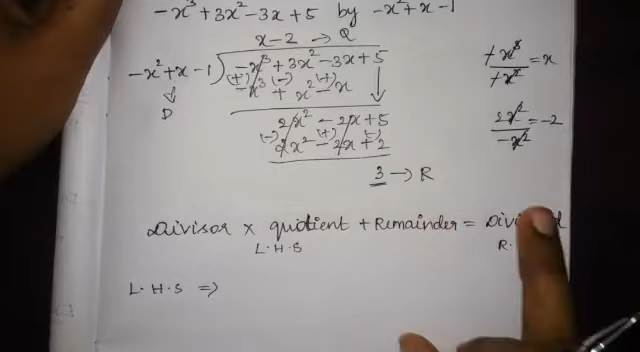 -x³ + 3x² - 3x + 5 by -x² + x - 1
x - 2 → Q
-x² + x - 1 ) -x³ + 3x² - 3x + 5
(+) (-) (+)
-x³ + x² - x
D
2x² - 2x + 5
(-) (+) (-)
2x² - 2x + 2
3 → R
+x³/+x² = x
2x²/-x² = -2
Divisor × quotient + Remainder =
L.H.S R.
L.H.S ⇒